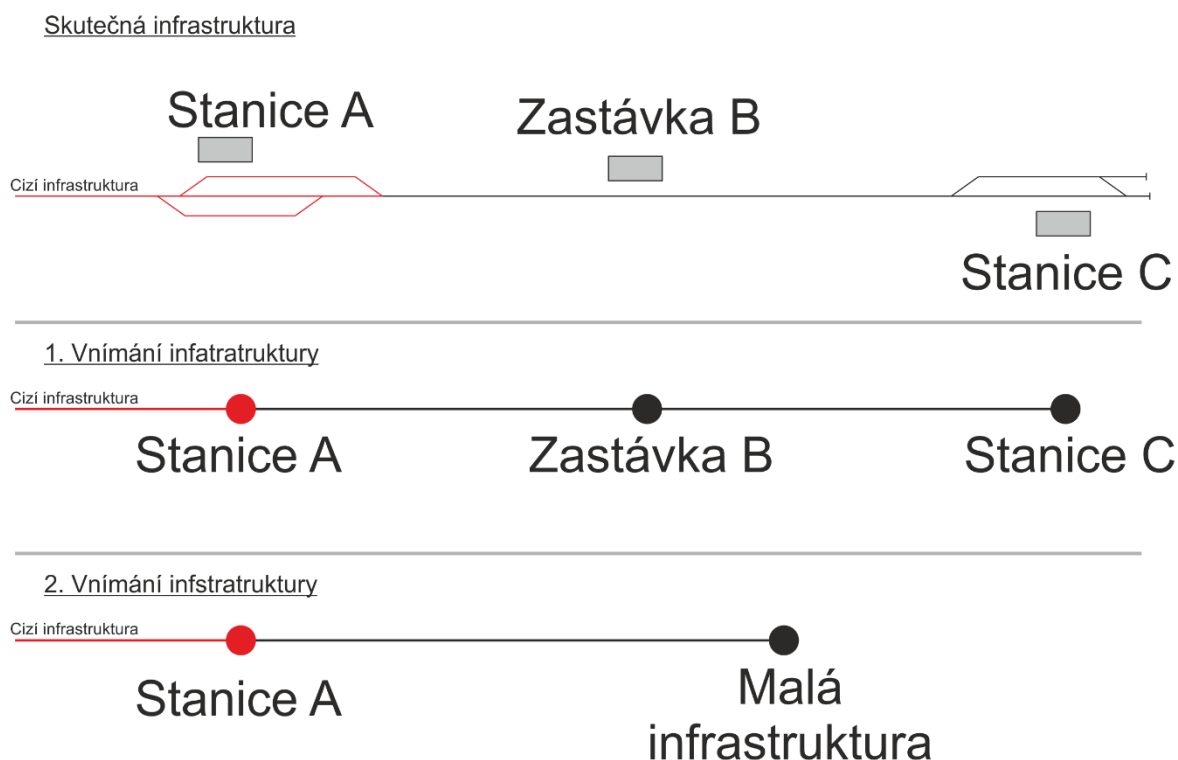 Skutečná infrastruktura
Stanice A
Zastávka B
Cizí infrastruktura
Stanice C
1. Vnímání infatratruktury
Cizí infrastruktura
Stanice A
Zastávka B
Stanice C
2. Vnímání infstratruktury
Cizí infrastruktura
Stanice A
Malá
infrastruktura